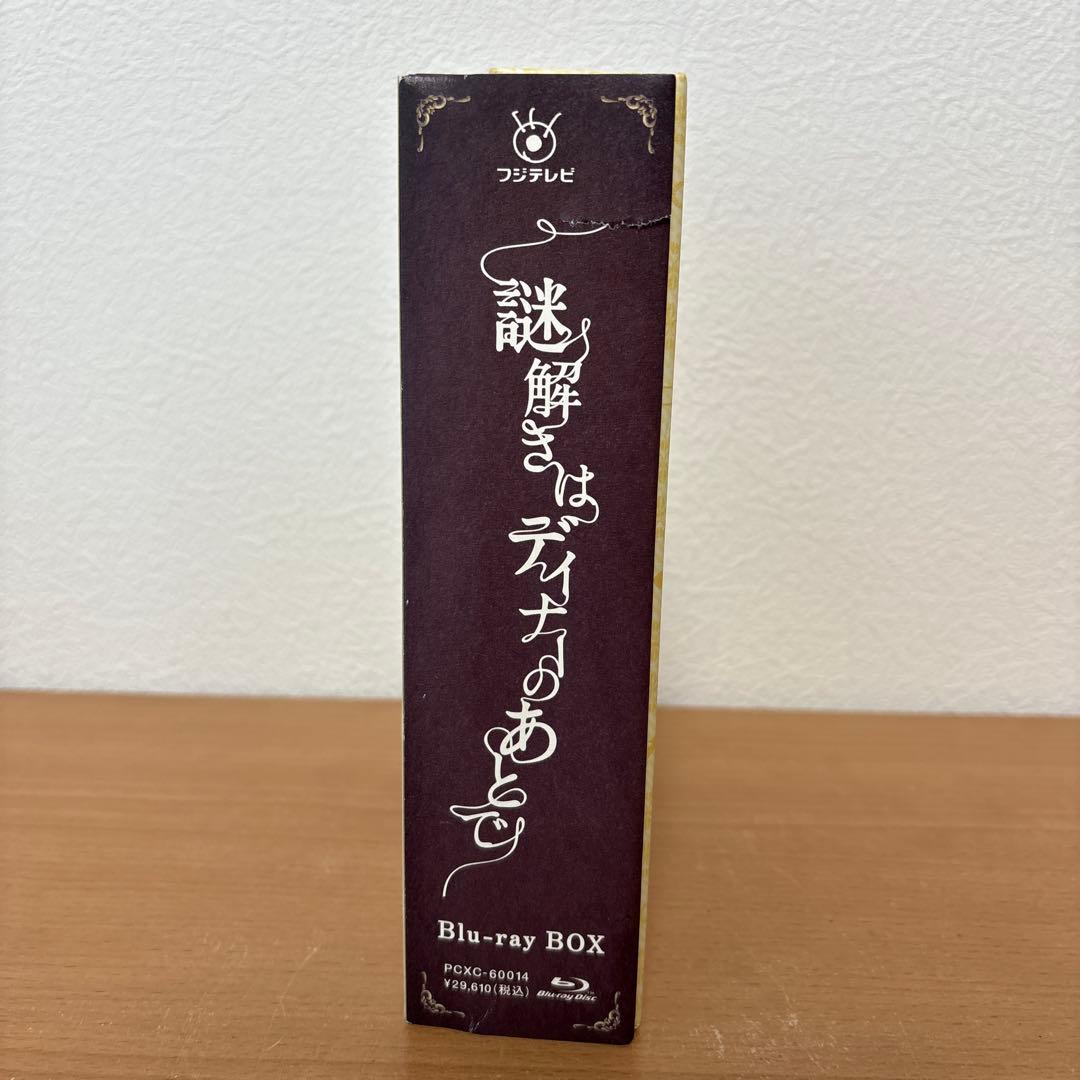 フジテレビ
謎解きはディナーのあとで
Blu-ray BOX
PCXC-60014
¥29,610(税込)
Blu-ray Disc